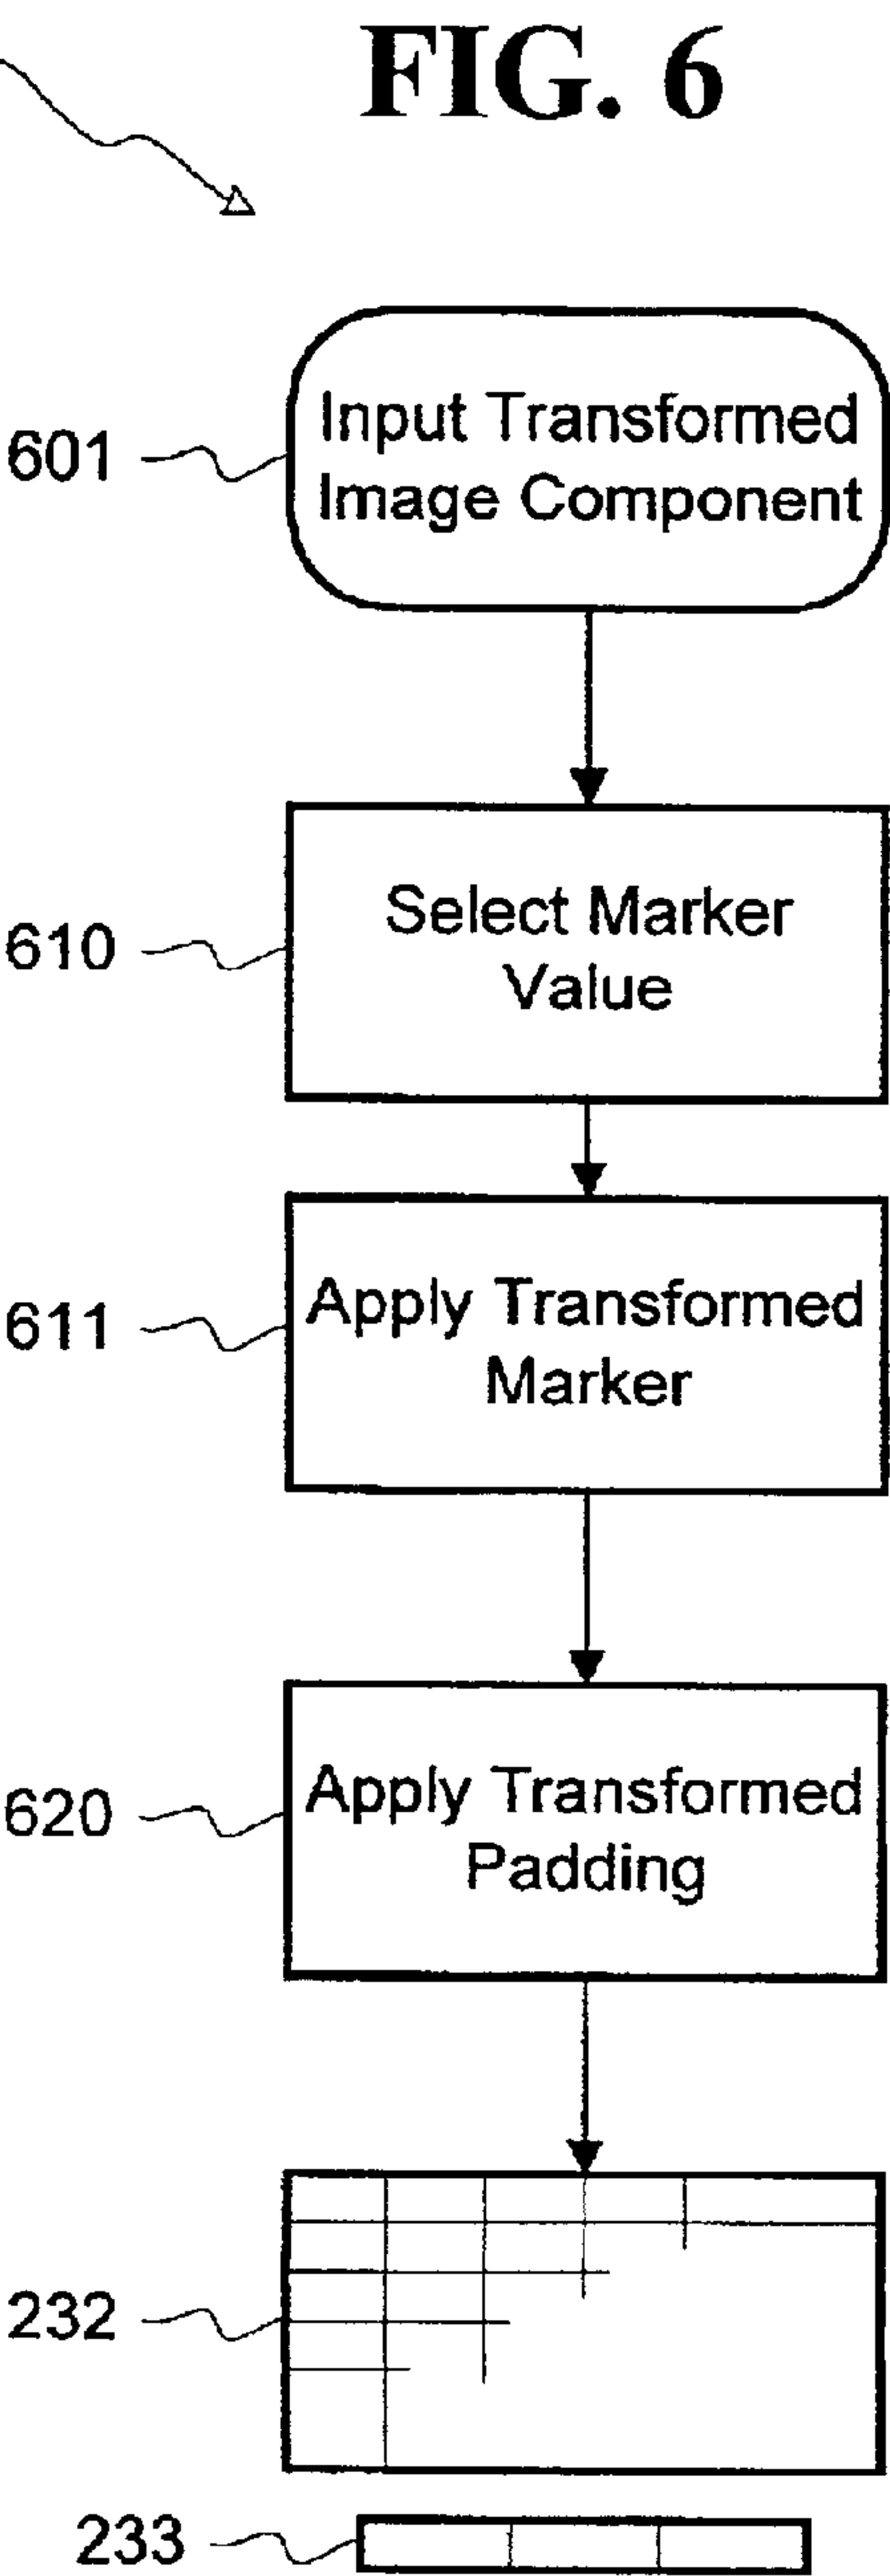 FIG. 6
601
Input Transformed
Image Component
610
Select Marker
Value
611
Apply Transformed
Marker
620
Apply Transformed
Padding
232
233